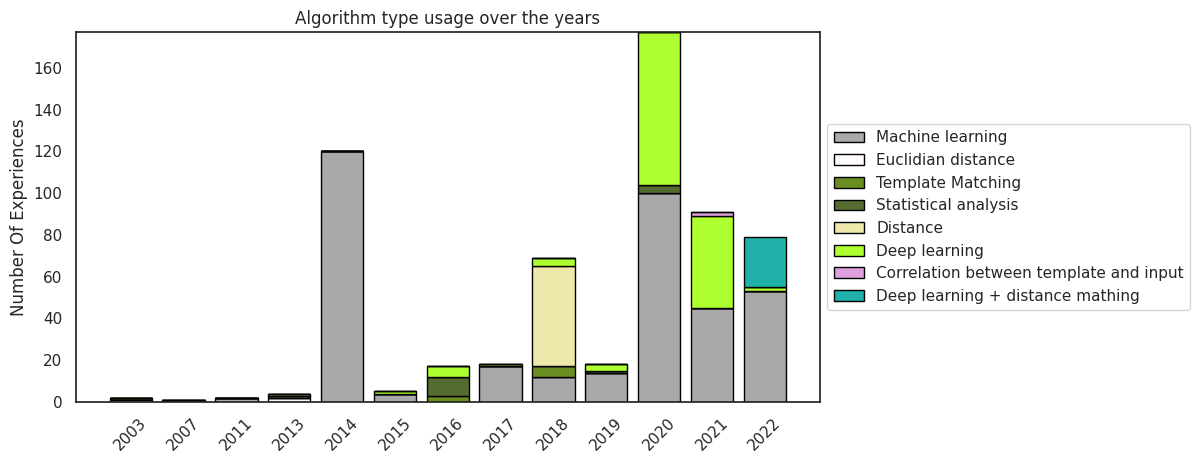 Algorithm type usage over the years
Number Of Experiences
160
140
120
100
80
60
40
20
0
2003
2007
2011
2013
2014
2015
2016
2017
2018
2019
2020
2021
2022
Machine learning
Euclidian distance
Template Matching
Statistical analysis
Distance
Deep learning
Correlation between template and input
Deep learning + distance mathing